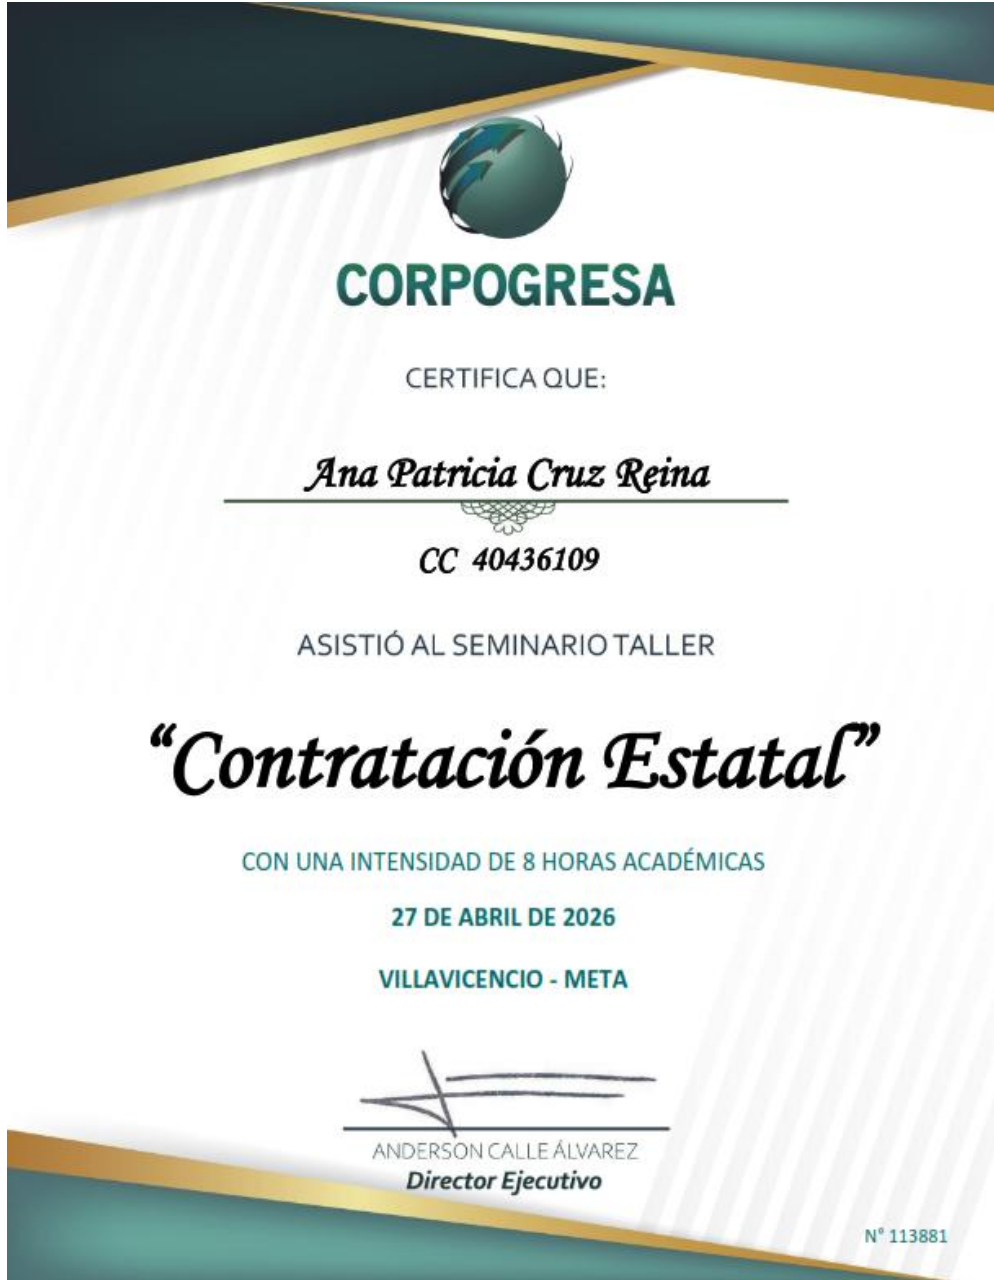 CORPOGRESA
CERTIFICA QUE:
Ana Patricia Cruz Reina
CC 40436109
ASISTIÓ AL SEMINARIO TALLER
“Contratación Estatal”
CON UNA INTENSIDAD DE 8 HORAS ACADÉMICAS
27 DE ABRIL DE 2026
VILLAVICENCIO - META
ANDERSON CALLE ÁLVAREZ
Director Ejecutivo
N° 113881